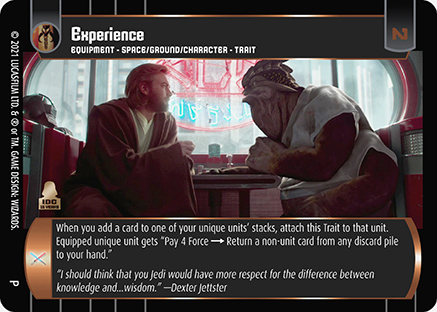 Experience
N
EQUIPMENT - SPACE/GROUND/CHARACTER - TRAIT
© 2021 LUCASFILM LTD. & ® or TM. GAME DESIGN: WIZARDS.
IDC
P
When you add a card to one of your unique units’ stacks, attach this Trait to that unit.
Equipped unique unit gets “Pay 4 Force → Return a non-unit card from any discard pile
to your hand.”
“I should think that you Jedi would have more respect for the difference between
knowledge and...wisdom.” —Dexter Jettster